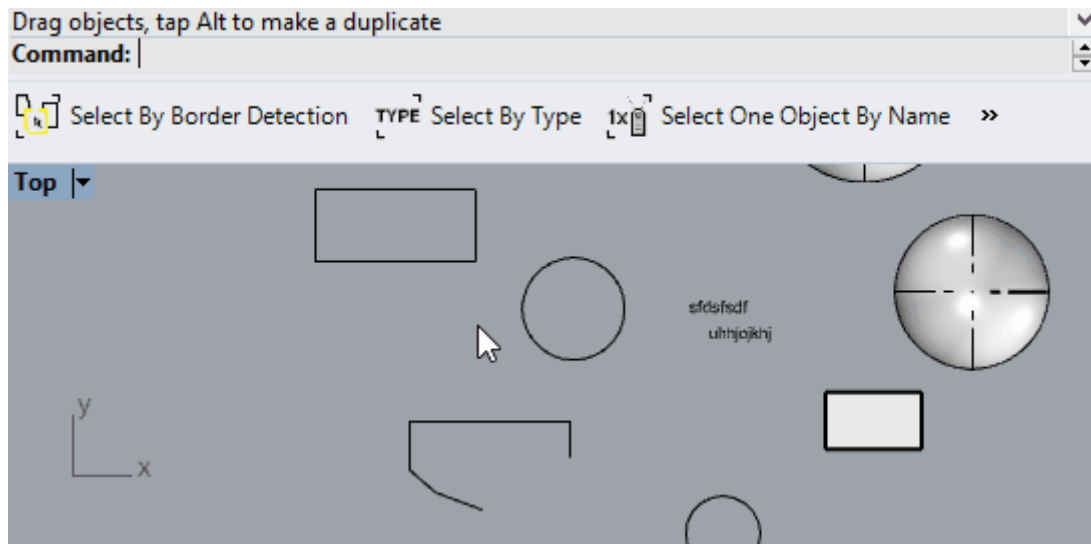 Drag objects, tap Alt to make a duplicate
Command:
Select By Border Detection TYPE Select By Type 1x Select One Object By Name »
Top
sfdsfsdf
y
x